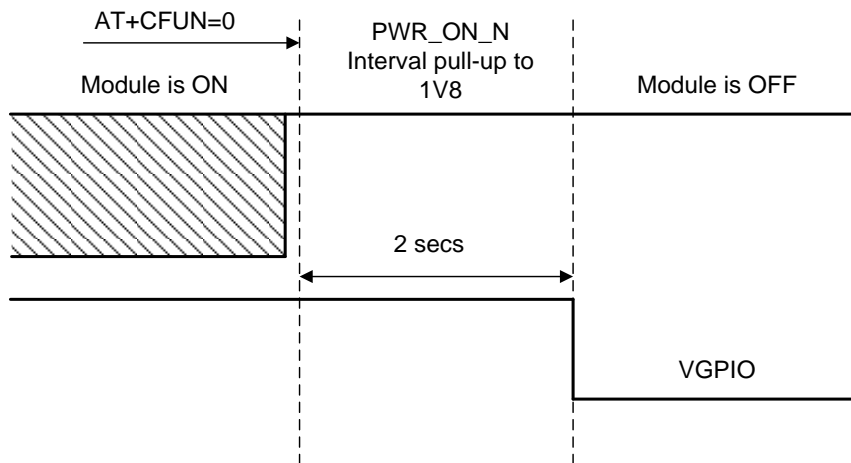 AT+CFUN=0
PWR_ON_N
Interval pull-up to
1V8
Module is ON
Module is OFF
2 secs
VGPIO